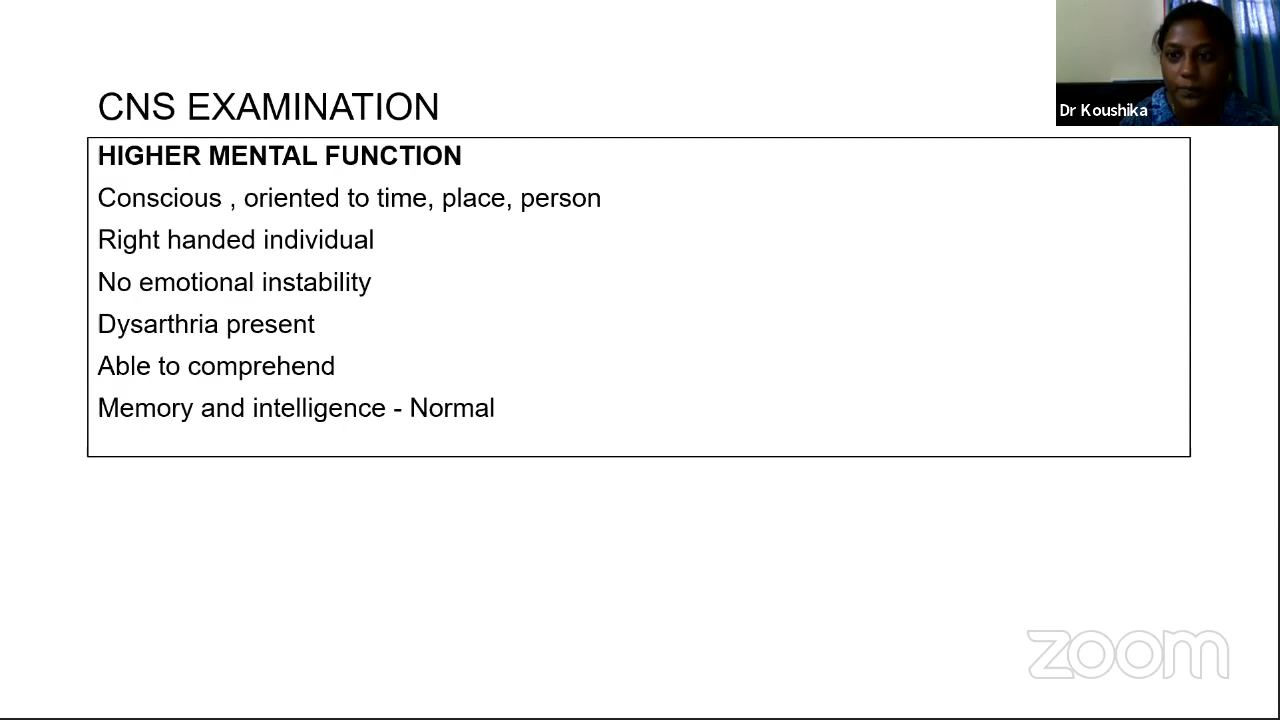 Dr Koushika
CNS EXAMINATION
HIGHER MENTAL FUNCTION
Conscious , oriented to time, place, person
Right handed individual
No emotional instability
Dysarthria present
Able to comprehend
Memory and intelligence - Normal
zoom